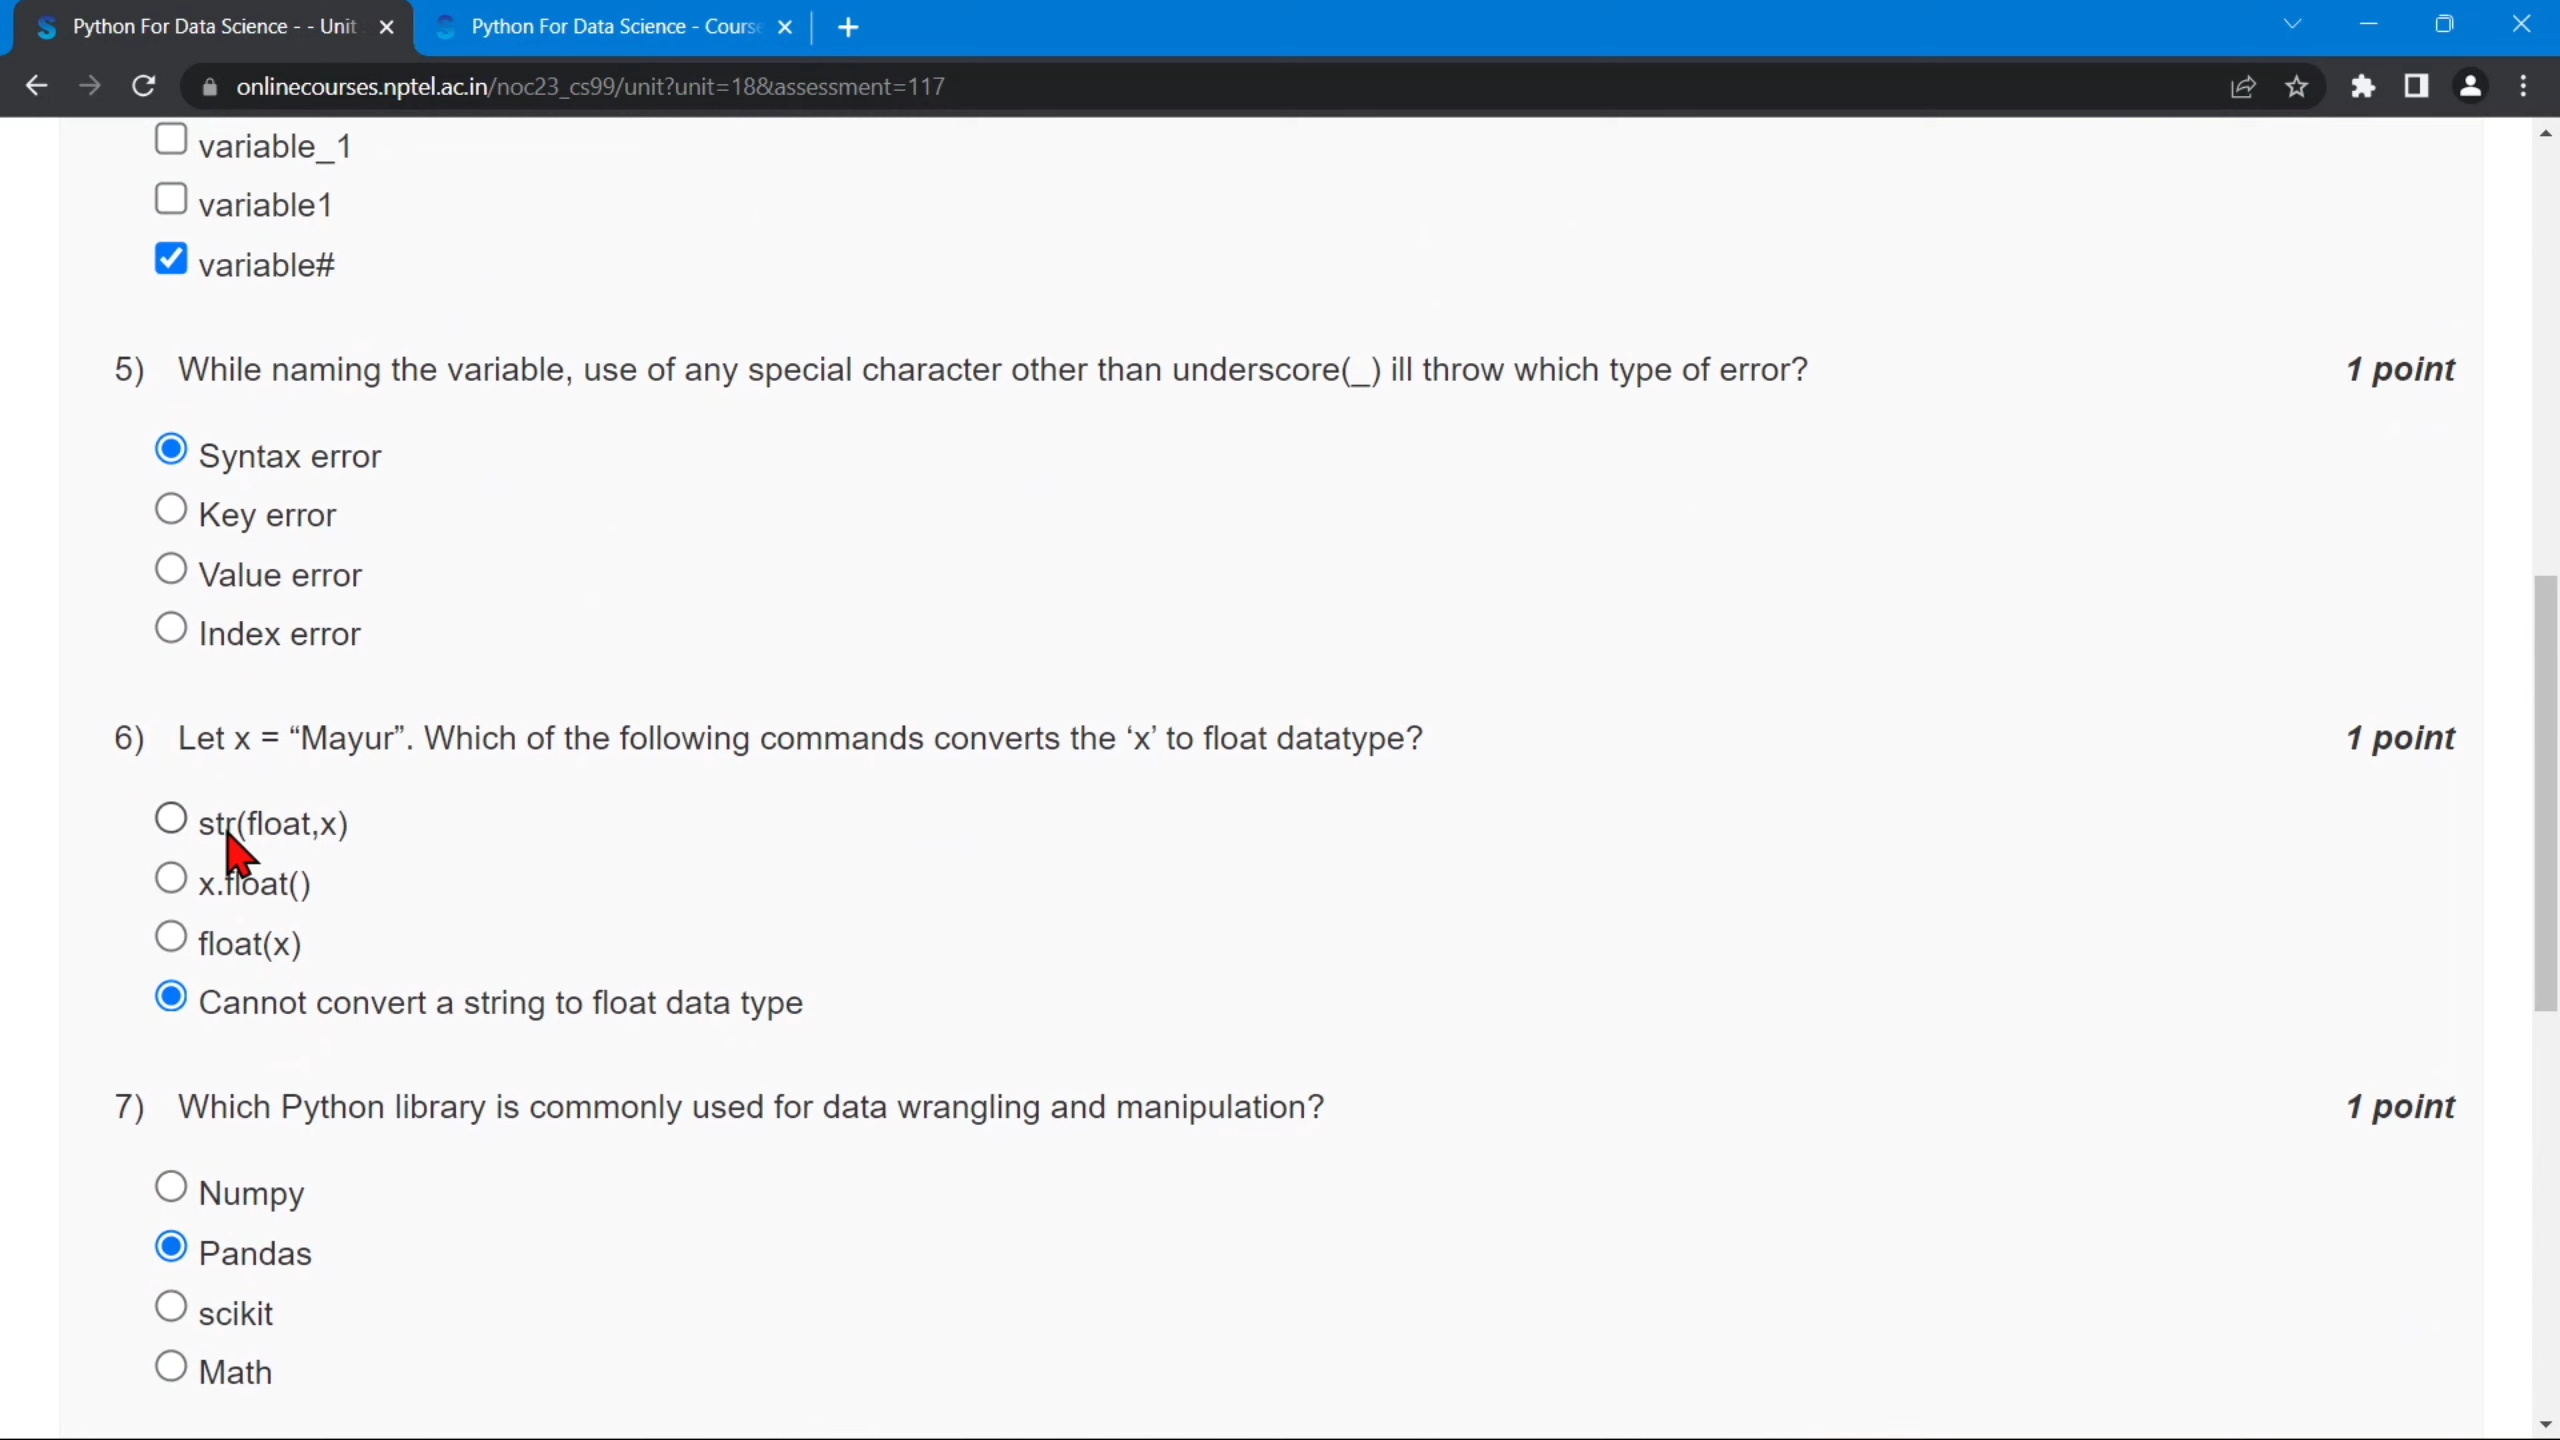 Python For Data Science - - Unit
Python For Data Science - Course
onlinecourses.nptel.ac.in/noc23_cs99/unit?unit=18&assessment=117
variable_1
variable1
variable#
5) While naming the variable, use of any special character other than underscore(_) ill throw which type of error? 1 point
Syntax error
Key error
Value error
Index error
6) Let x = “Mayur”. Which of the following commands converts the ‘x’ to float datatype? 1 point
str(float,x)
x.float()
float(x)
Cannot convert a string to float data type
7) Which Python library is commonly used for data wrangling and manipulation? 1 point
Numpy
Pandas
scikit
Math